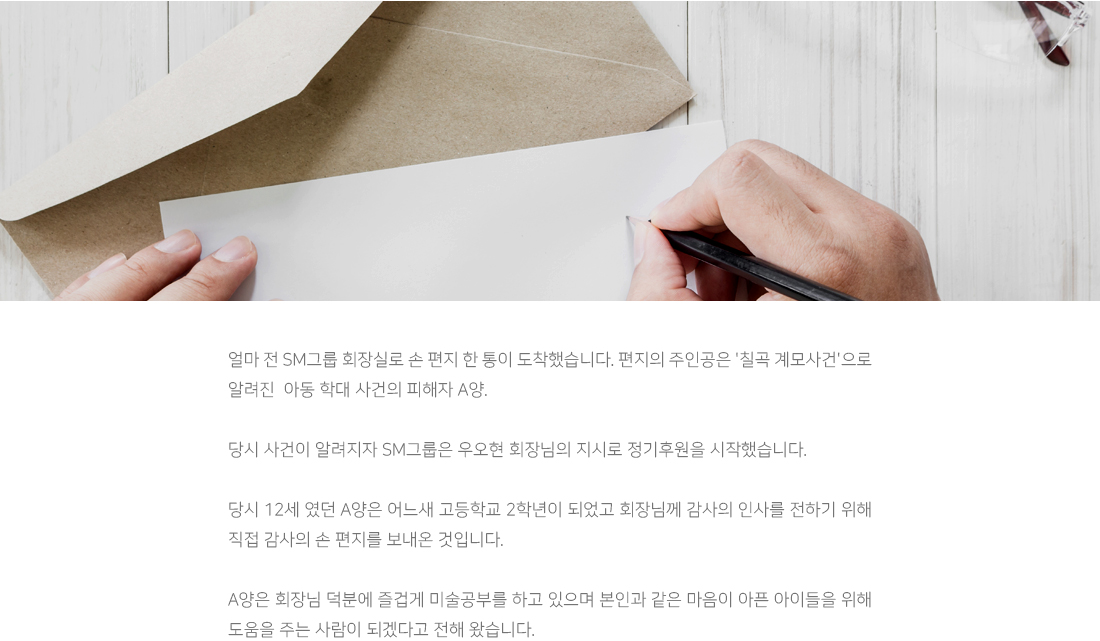 얼마 전 SM그룹 회장실로 손 편지 한 통이 도착했습니다. 편지의 주인공은 '칠곡 계모사건'으로
알려진 아동 학대 사건의 피해자 A양.
당시 사건이 알려지자 SM그룹은 우오현 회장님의 지시로 정기후원을 시작했습니다.
당시 12세 였던 A양은 어느새 고등학교 2학년이 되었고 회장님께 감사의 인사를 전하기 위해
직접 감사의 손 편지를 보내온 것입니다.
A양은 회장님 덕분에 즐겁게 미술공부를 하고 있으며 본인과 같은 마음이 아픈 아이들을 위해
도움을 주는 사람이 되겠다고 전해 왔습니다.